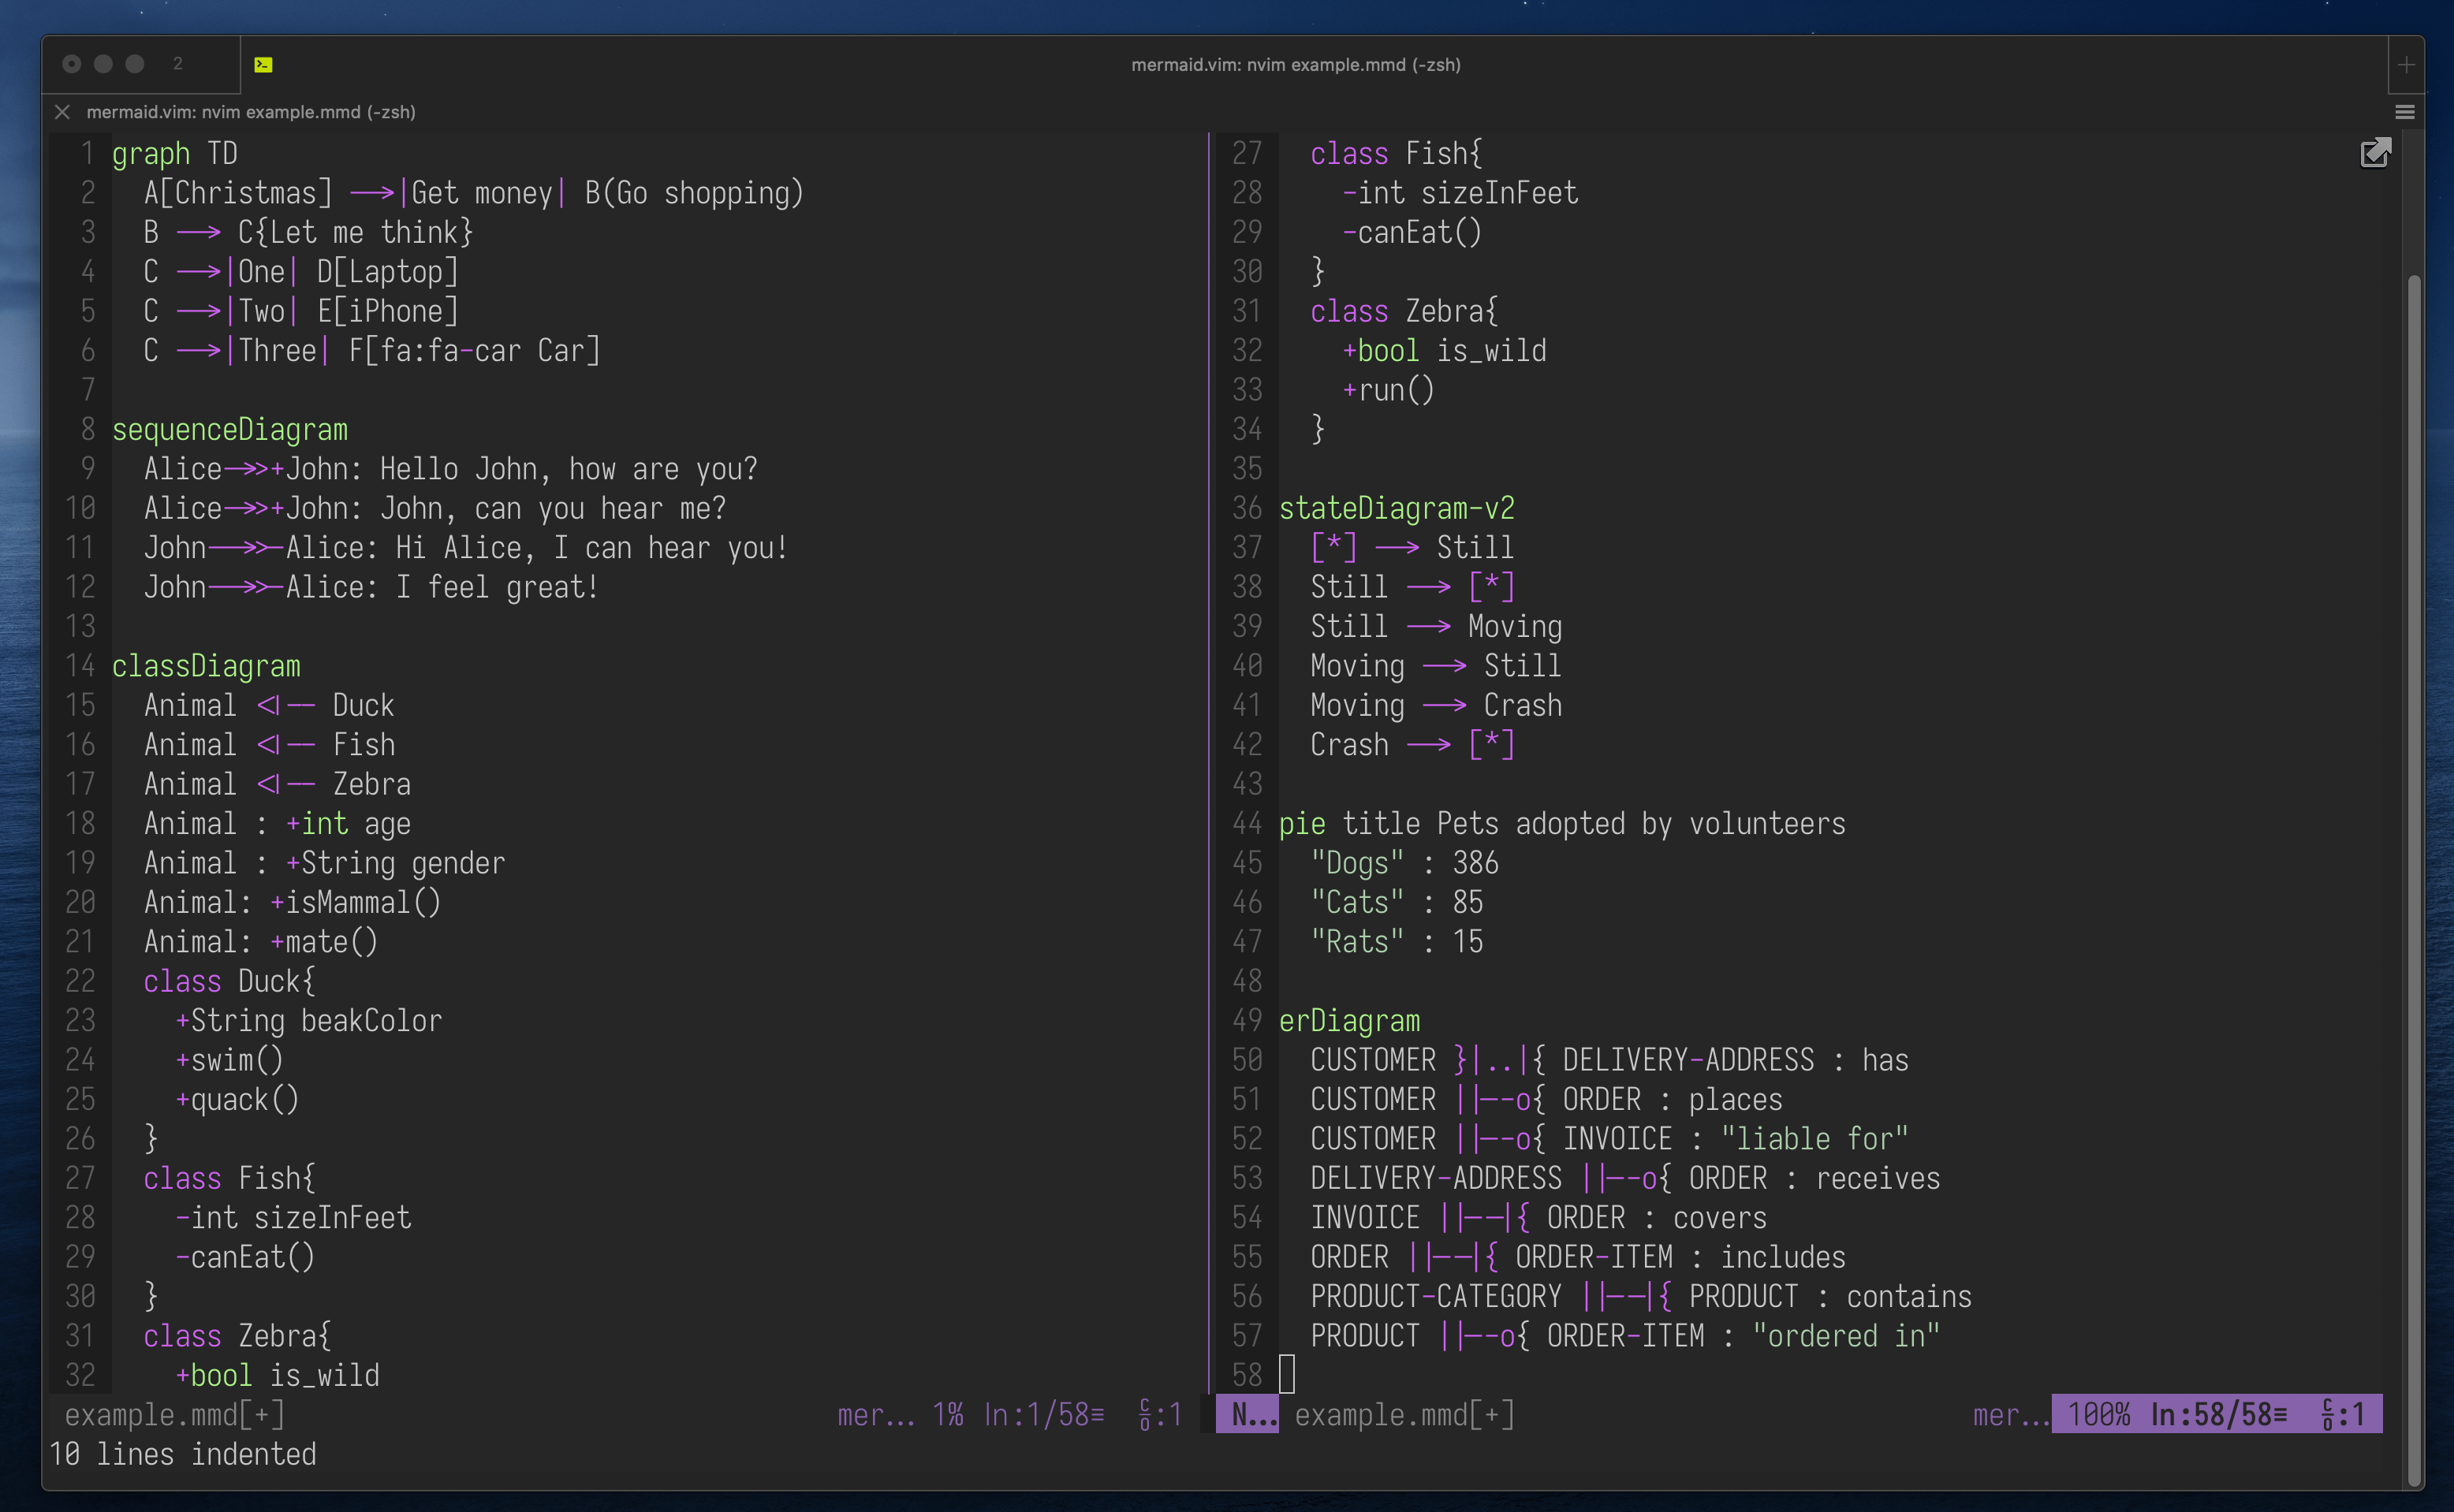 2
mermaid.vim: nvim example.mmd (-zsh)
mermaid.vim: nvim example.mmd (-zsh)
1 graph TD
2   A[Christmas] -->|Get money| B(Go shopping)
3   B --> C{Let me think}
4   C -->|One| D[Laptop]
5   C -->|Two| E[iPhone]
6   C -->|Three| F[fa:fa-car Car]
7
8 sequenceDiagram
9   Alice->>+John: Hello John, how are you?
10   Alice->>+John: John, can you hear me?
11   John-->>-Alice: Hi Alice, I can hear you!
12   John-->>-Alice: I feel great!
13
14 classDiagram
15   Animal <|-- Duck
16   Animal <|-- Fish
17   Animal <|-- Zebra
18   Animal : +int age
19   Animal : +String gender
20   Animal: +isMammal()
21   Animal: +mate()
22   class Duck{
23     +String beakColor
24     +swim()
25     +quack()
26   }
27   class Fish{
28     -int sizeInFeet
29     -canEat()
30   }
31   class Zebra{
32     +bool is_wild
example.mmd[+] mer... 1% ln:1/58≡ co:1
27   class Fish{
28     -int sizeInFeet
29     -canEat()
30   }
31   class Zebra{
32     +bool is_wild
33     +run()
34   }
35
36 stateDiagram-v2
37   [*] --> Still
38   Still --> [*]
39   Still --> Moving
40   Moving --> Still
41   Moving --> Crash
42   Crash --> [*]
43
44 pie title Pets adopted by volunteers
45   "Dogs" : 386
46   "Cats" : 85
47   "Rats" : 15
48
49 erDiagram
50   CUSTOMER }|..|{ DELIVERY-ADDRESS : has
51   CUSTOMER ||--o{ ORDER : places
52   CUSTOMER ||--o{ INVOICE : "liable for"
53   DELIVERY-ADDRESS ||--o{ ORDER : receives
54   INVOICE ||--|{ ORDER : covers
55   ORDER ||--|{ ORDER-ITEM : includes
56   PRODUCT-CATEGORY ||--|{ PRODUCT : contains
57   PRODUCT ||--o{ ORDER-ITEM : "ordered in"
58
N... example.mmd[+] mer... 100% ln:58/58≡ co:1
10 lines indented